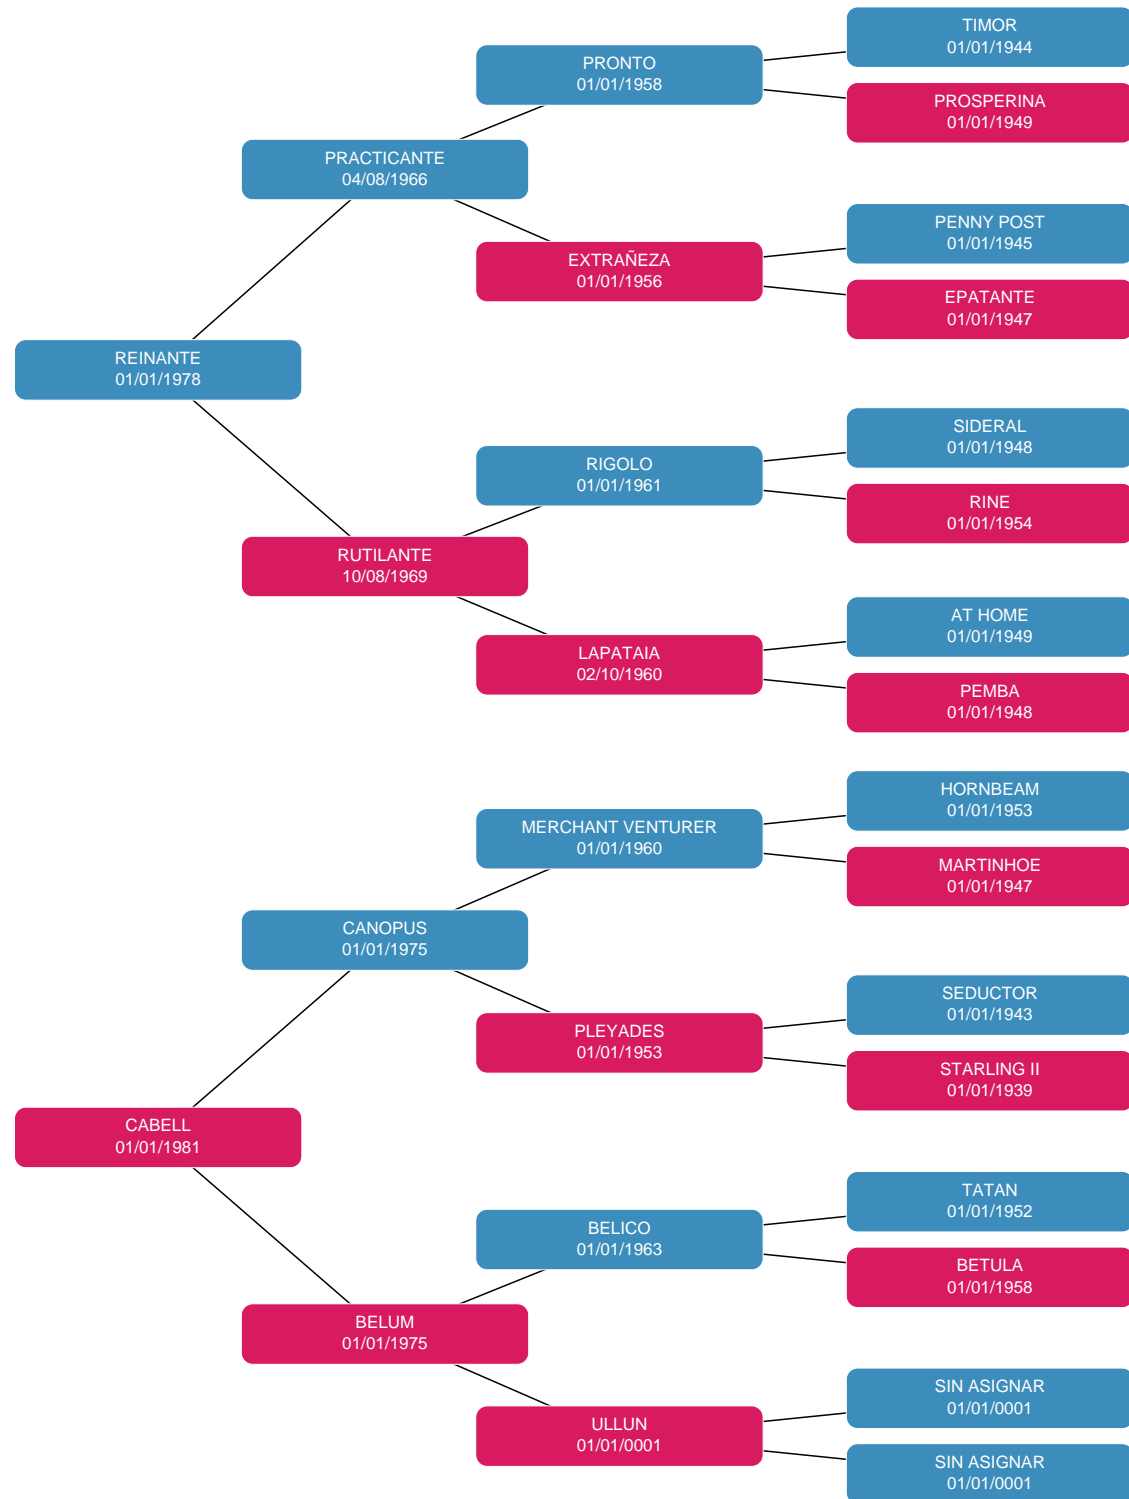 TIMOR
01/01/1944
PRONTO
01/01/1958
PROSPERINA
01/01/1949
PRACTICANTE
04/08/1966
PENNY POST
01/01/1945
EXTRAÑEZA
01/01/1956
EPATANTE
01/01/1947
REINANTE
01/01/1978
SIDERAL
01/01/1948
RIGOLO
01/01/1961
RINE
01/01/1954
RUTILANTE
10/08/1969
AT HOME
01/01/1949
LAPATAIA
02/10/1960
PEMBA
01/01/1948
HORNBEAM
01/01/1953
MERCHANT VENTURER
01/01/1960
MARTINHOE
01/01/1947
CANOPUS
01/01/1975
SEDUCTOR
01/01/1943
PLEYADES
01/01/1953
STARLING II
01/01/1939
CABELL
01/01/1981
TATAN
01/01/1952
BELICO
01/01/1963
BETULA
01/01/1958
BELUM
01/01/1975
SIN ASIGNAR
01/01/0001
ULLUN
01/01/0001
SIN ASIGNAR
01/01/0001